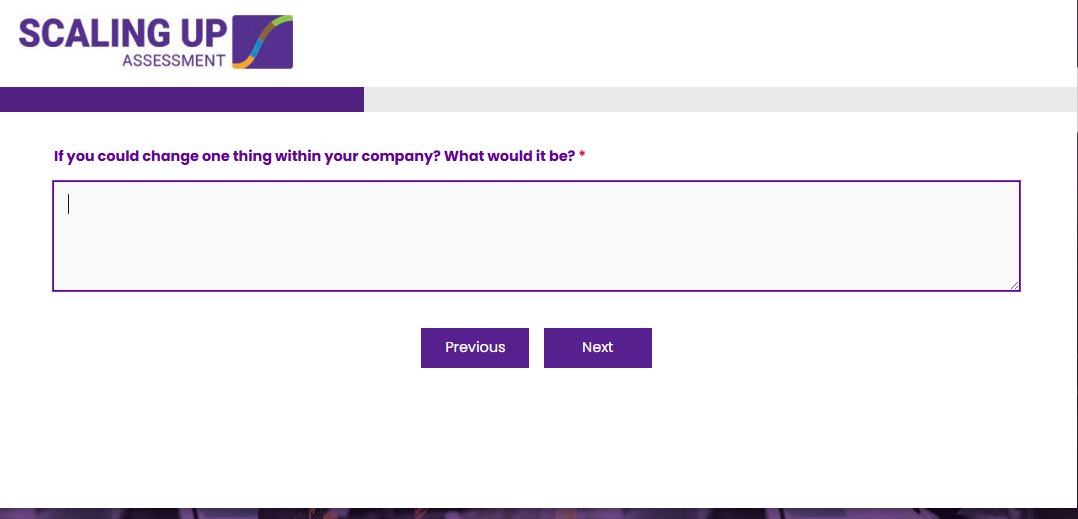 SCALING UP
ASSESSMENT
If you could change one thing within your company? What would it be? *
Previous
Next